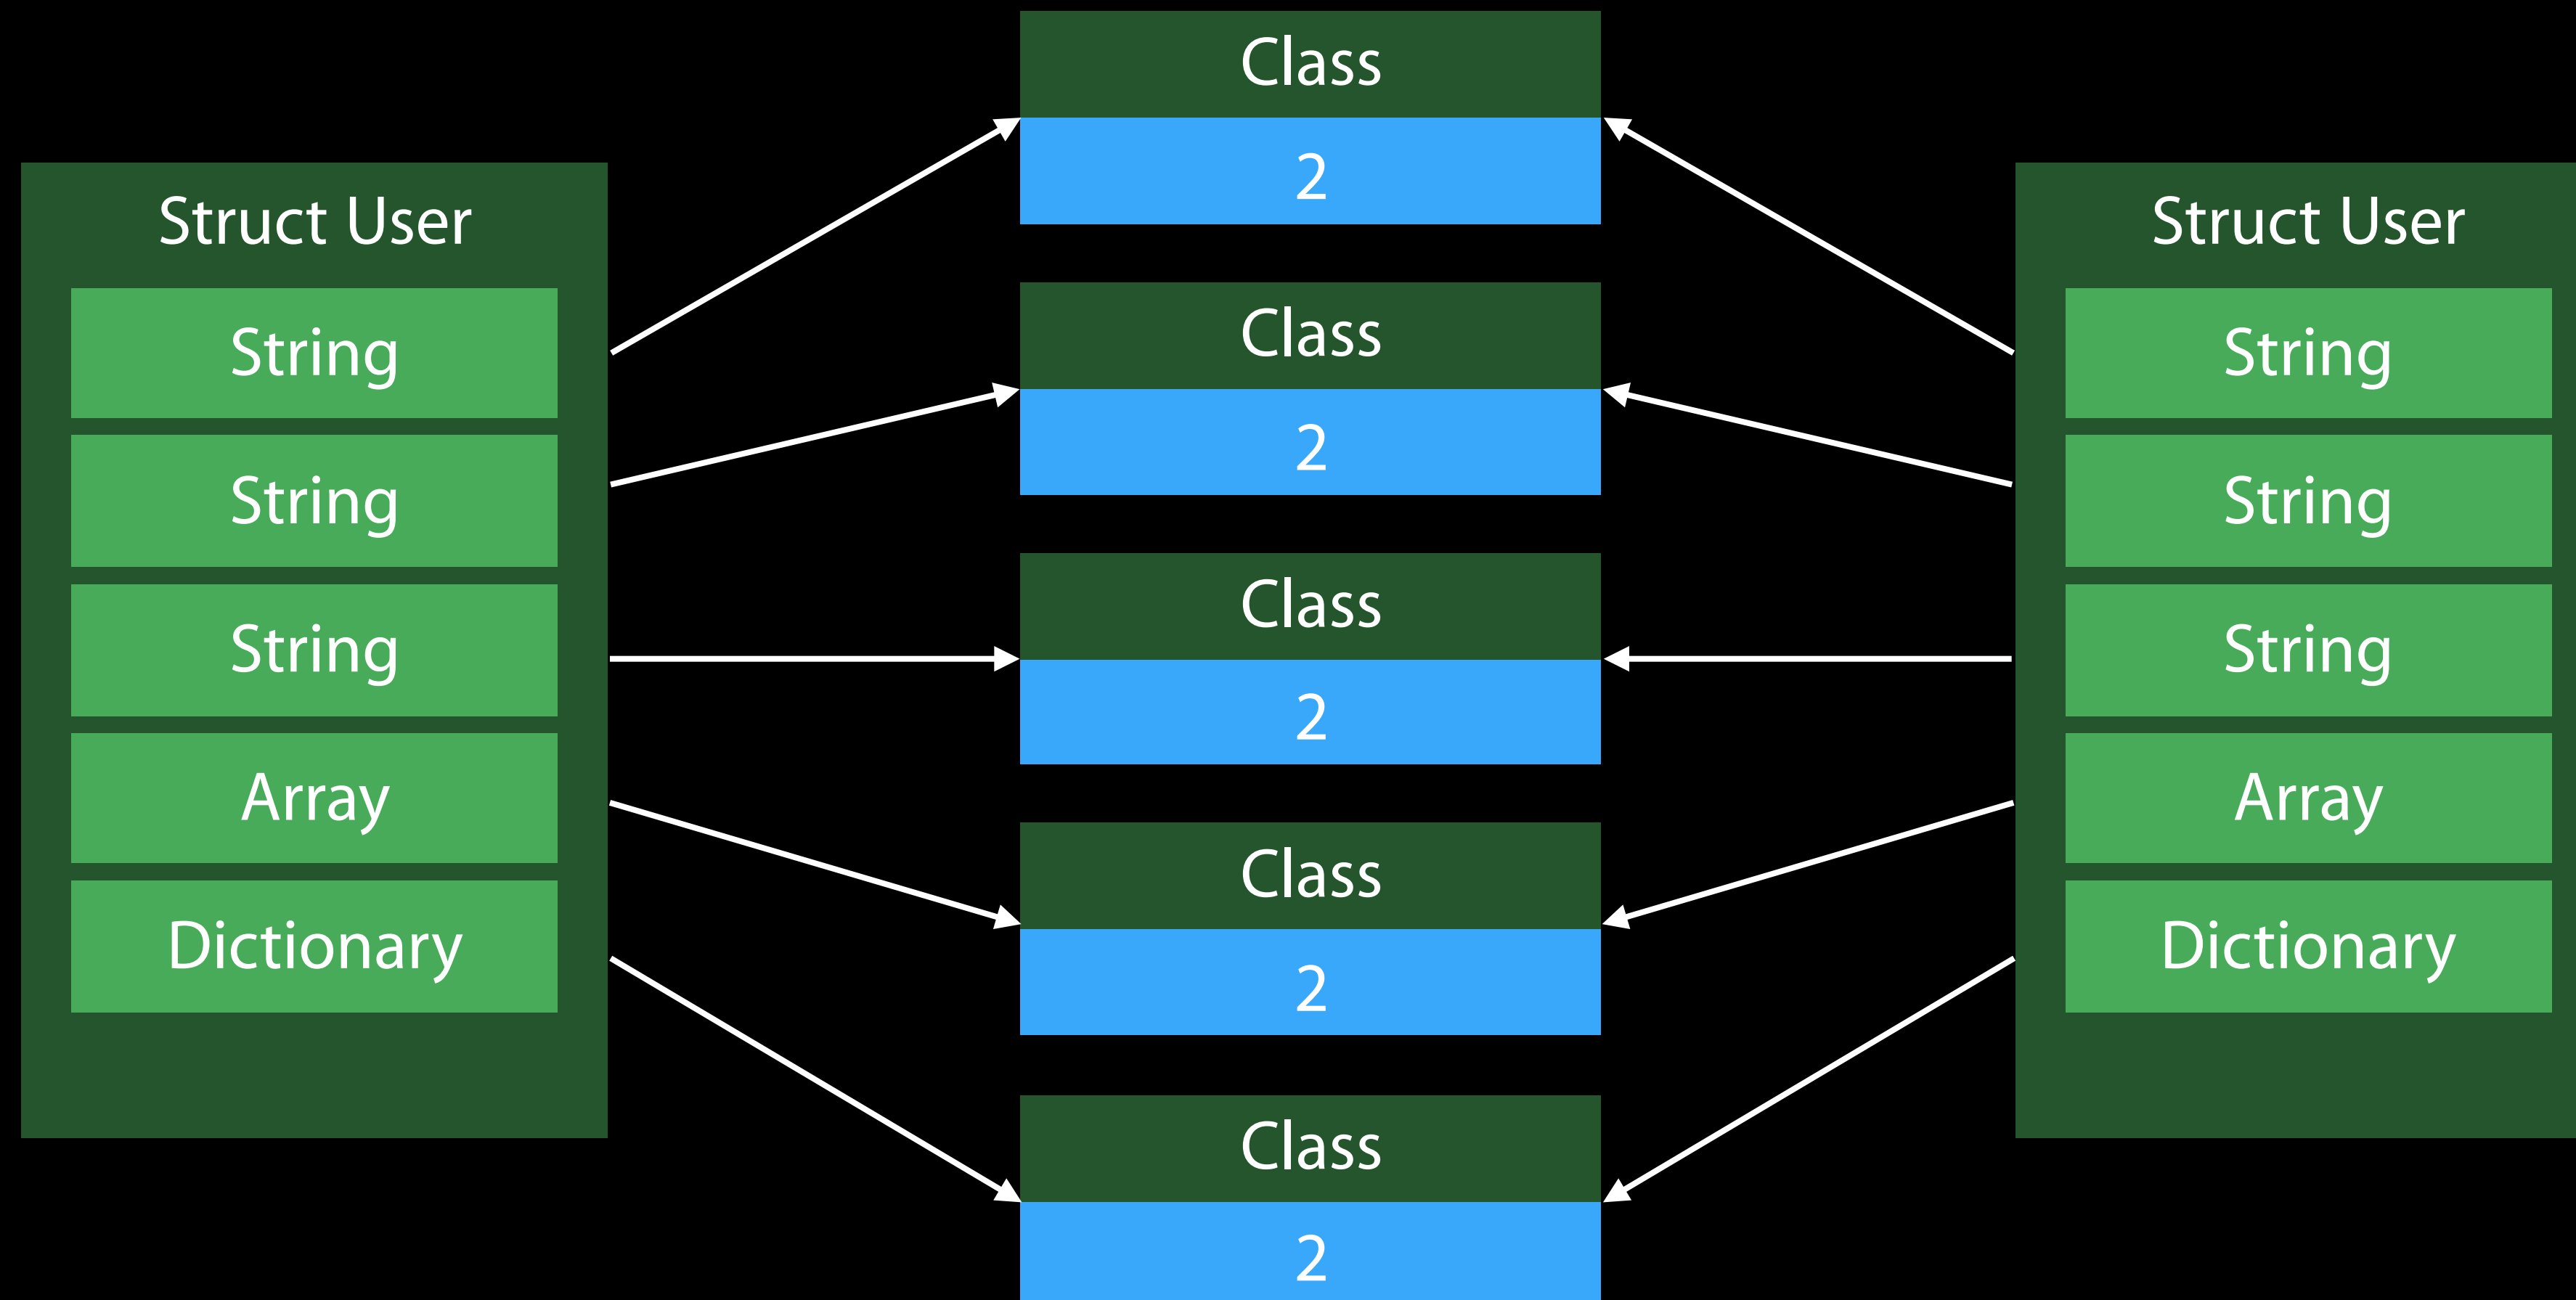 Struct User
String
String
String
Array
Dictionary
Class
2
Class
2
Class
2
Class
2
Class
2
Struct User
String
String
String
Array
Dictionary